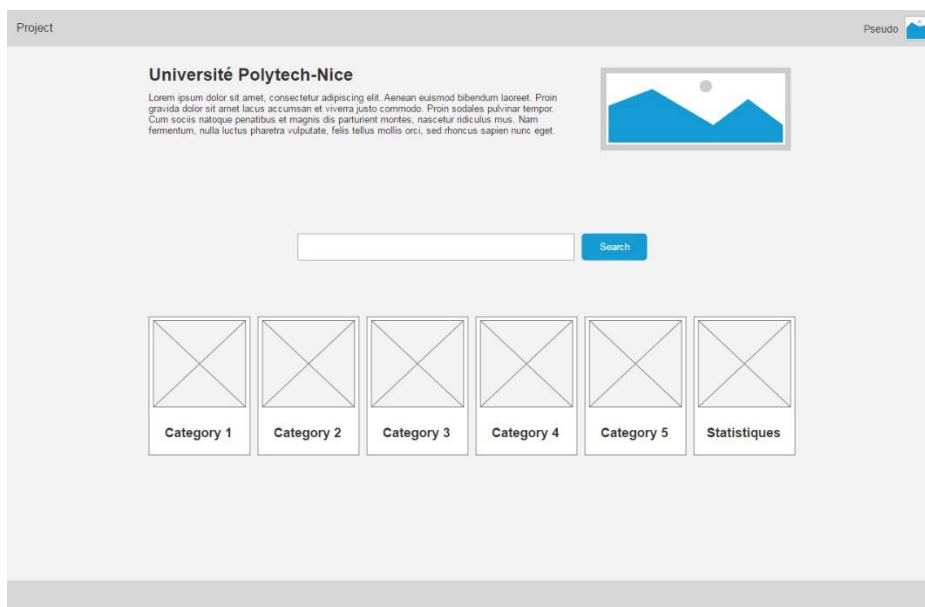 Project
Pseudo
Université Polytech-Nice
Lorem ipsum dolor sit amet, consectetur adipiscing elit. Aenean euismod bibendum laoreet. Proin
gravida dolor sit amet lacus accumsan et viverra justo commodo. Proin sodales pulvinar tempor.
Cum sociis natoque penatibus et magnis dis parturient montes, nascetur ridiculus mus. Nam
fermentum, nulla luctus pharetra vulputate, felis tellus mollis orci, sed rhoncus sapien nunc eget.
Search
Category 1
Category 2
Category 3
Category 4
Category 5
Statistiques